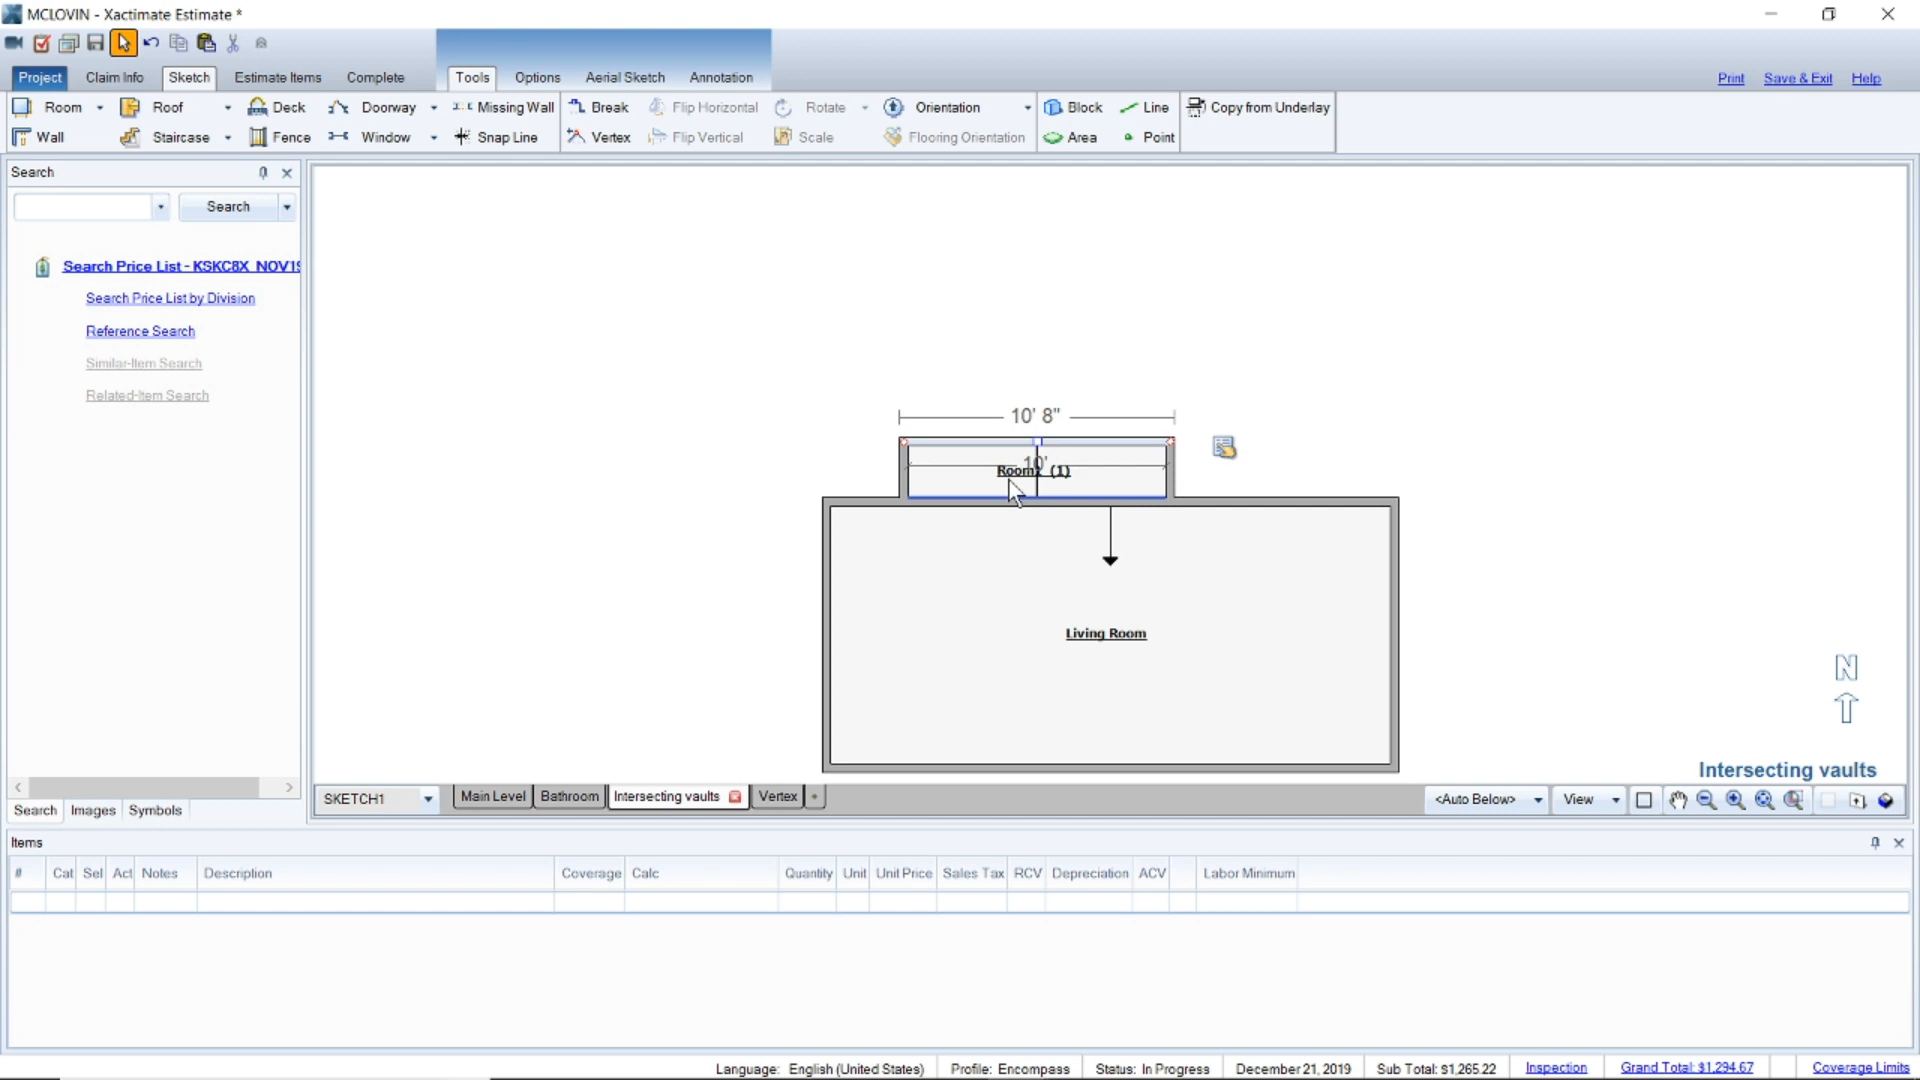 MCLOVIN - Xactimate Estimate *
Project Claim Info Sketch Estimate Items Complete Tools Options Aerial Sketch Annotation Print Save & Exit Help
Room Roof Deck Doorway Missing Wall Break Flip Horizontal Rotate Orientation Block Line Copy from Underlay
Wall Staircase Fence Window Snap Line Vertex Flip Vertical Scale Flooring Orientation Area Point
Search
Search
Search Price List - KSKC8X_NOV19
Search Price List by Division
Reference Search
Similar-Item Search
Related-Item Search
10' 8"
10'
(1)
Living Room
N
Intersecting vaults
SKETCH1 Main Level Bathroom Intersecting vaults Vertex + <Auto Below> View
Search Images Symbols
Items
# Cat Sel Act Notes Description Coverage Calc Quantity Unit Unit Price Sales Tax RCV Depreciation ACV Labor Minimum
Language: English (United States) Profile: Encompass Status: In Progress December 21, 2019 Sub Total: $1,265.22 Inspection Grand Total: $1,294.67 Coverage Limits